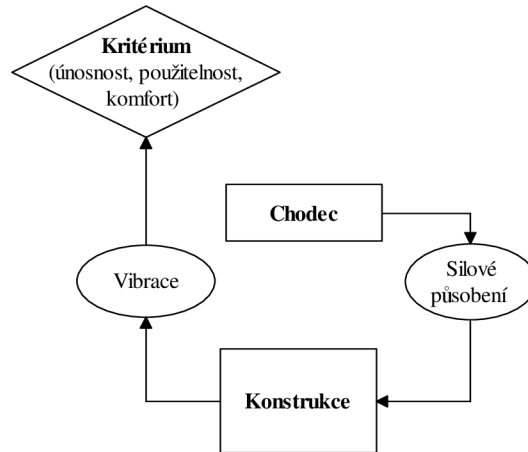 Kritérium
(únosnost, použitelnost,
komfort)
Chodec
Silové
působení
Vibrace
Konstrukce